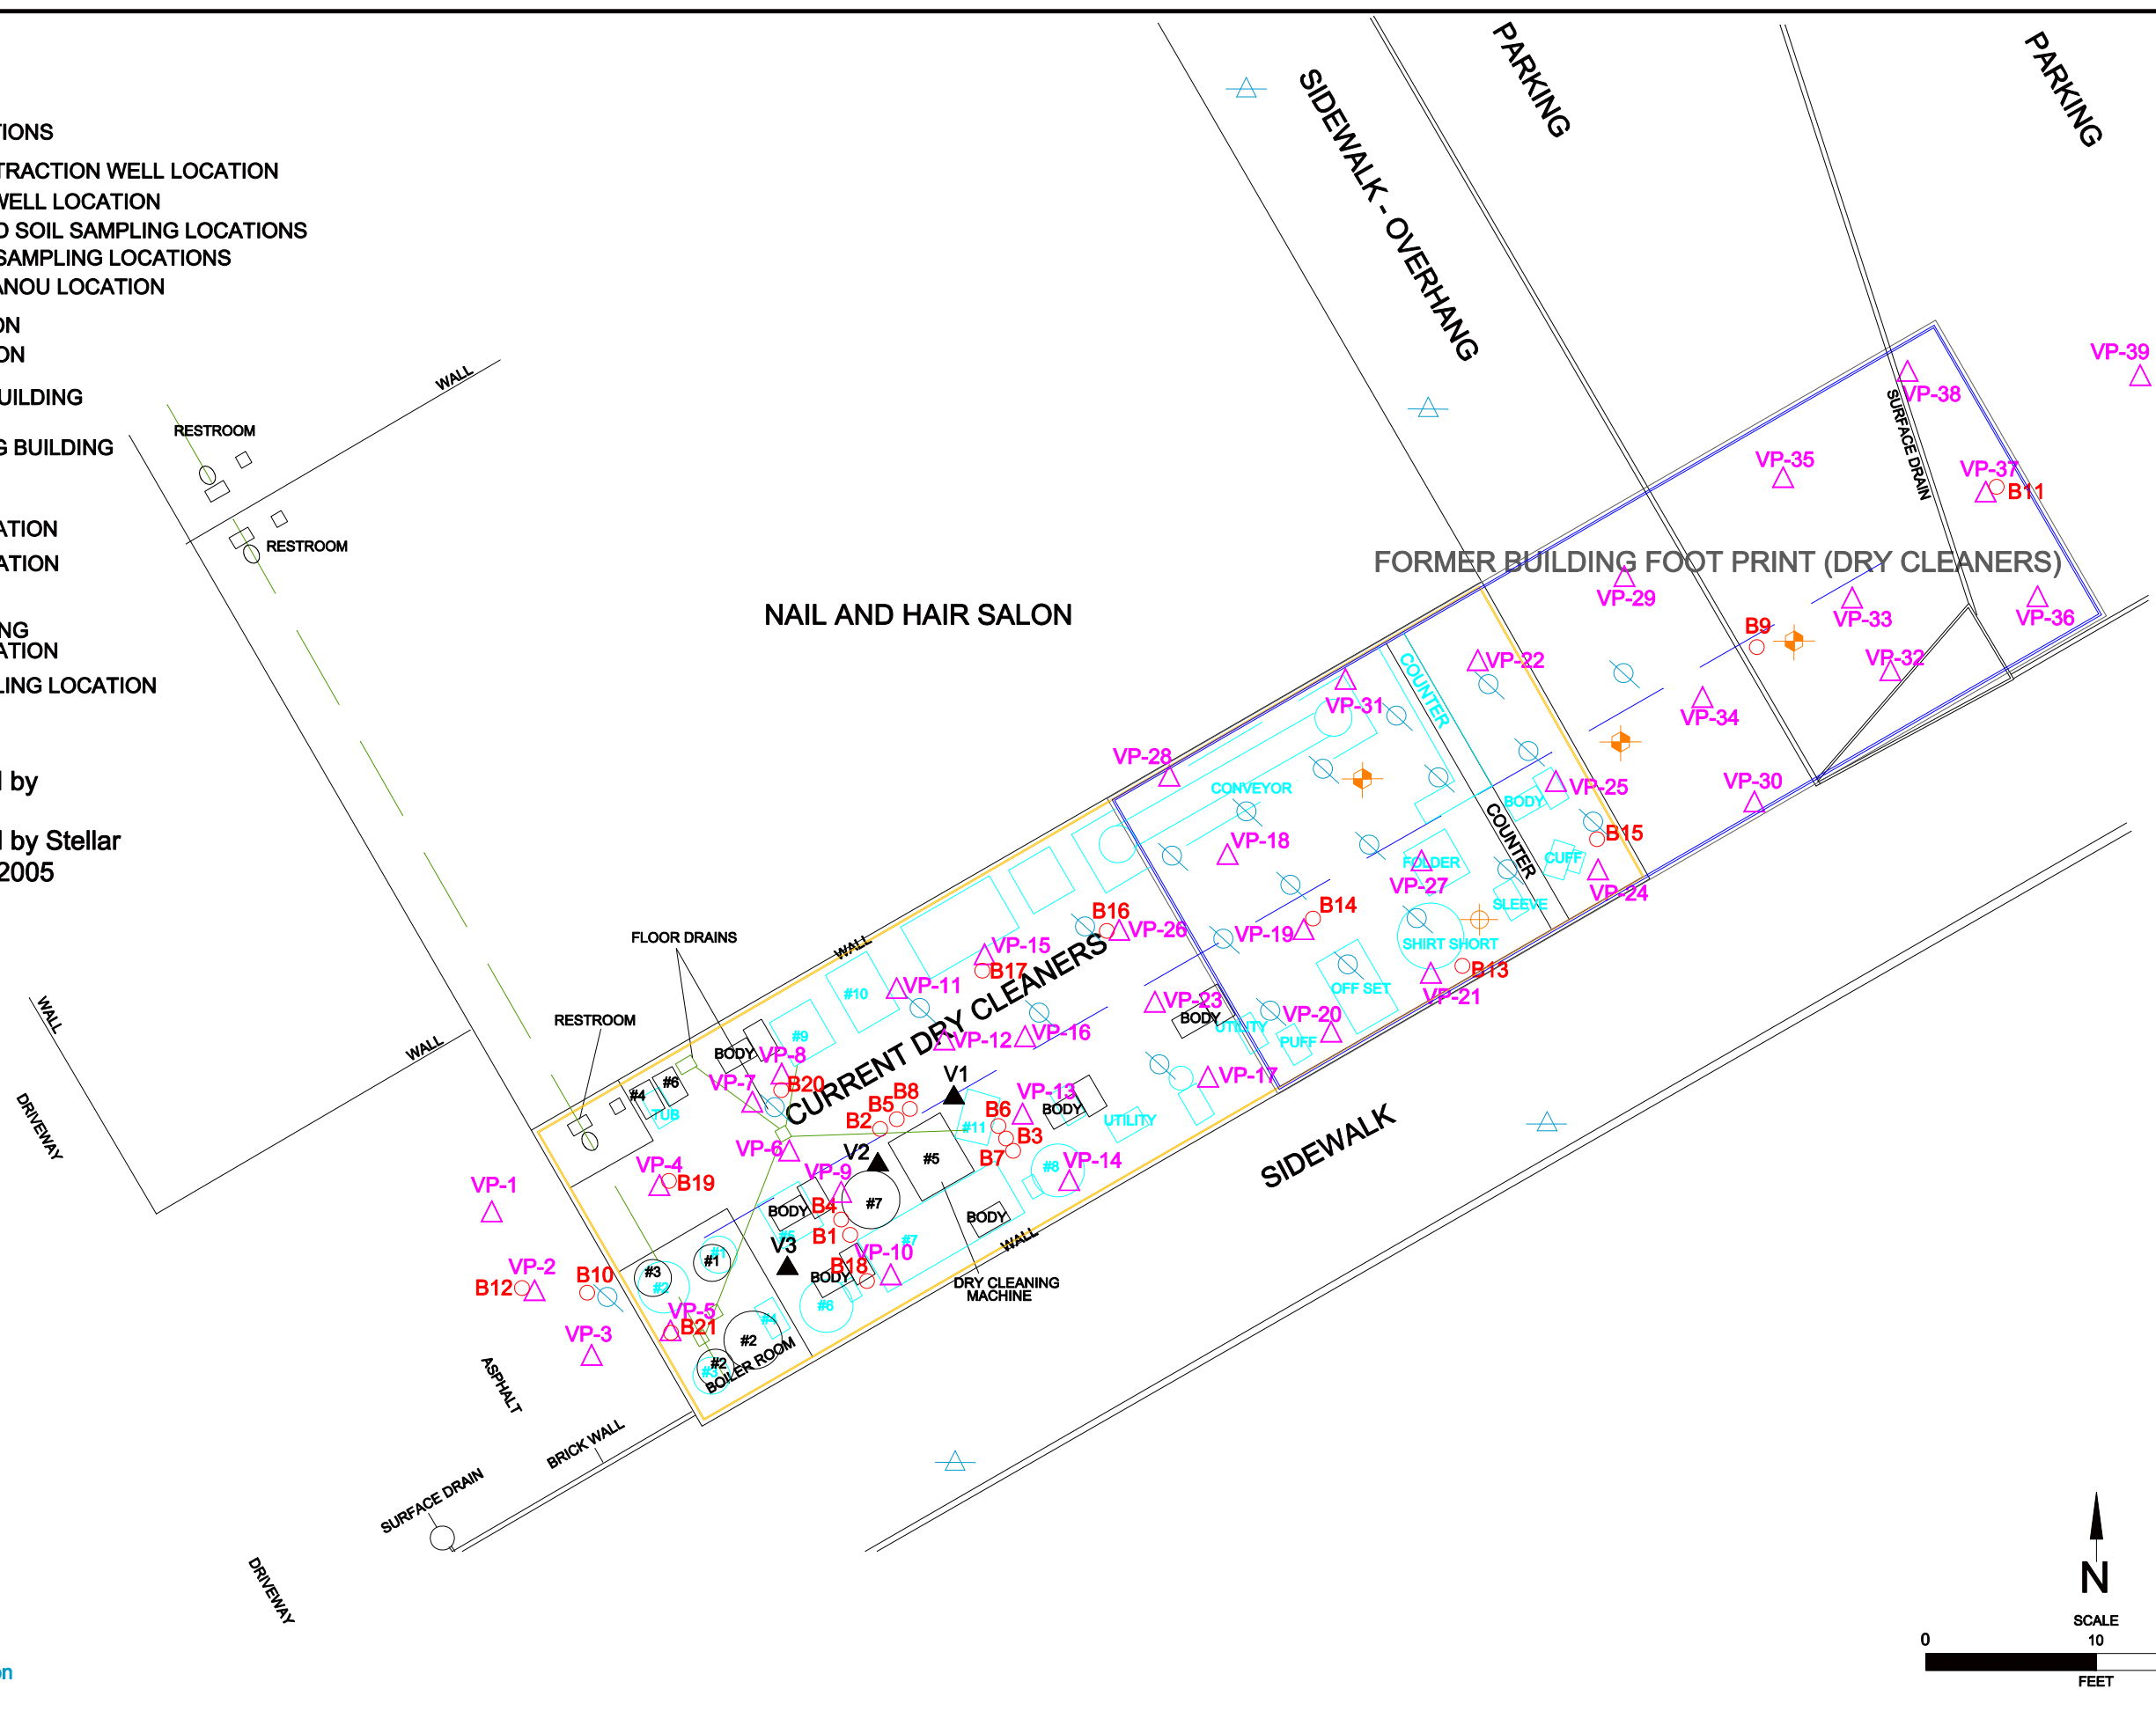 TIONS
TRACTION WELL LOCATION
WELL LOCATION
O SOIL SAMPLING LOCATIONS
SAMPLING LOCATIONS
ANOU LOCATION
ON
ON
UILDING
G BUILDING
ATION
ATION
NG
ATION
LING LOCATION
l by
l by Stellar
2005
on
PARKING
PARKING
SIDEWALK - OVERHANG
WALL
RESTROOM
RESTROOM
NAIL AND HAIR SALON
VP-39
VP-38
SURFACE DRAIN
VP-35
VP-37
B11
FORMER BUILDING FOOT PRINT (DRY CLEANERS)
VP-29
VP-33
VP-36
B9
VP-32
VP-22
COUNTER
VP-31
VP-34
VP-28
CONVEYOR
VP-25
VP-30
BODY
COUNTER
B15
VP-18
FOLDER
CUFF
VP-27
VP-24
SLEEVE
B14
B16
VP-26
VP-19
SHIRT SHORT
B13
VP-21
OFF SET
FLOOR DRAINS
WALL
VP-15
B17
VP-11
#10
CURRENT DRY CLEANERS
VP-23
BODY
VP-20
UTILITY
PUFF
WALL
RESTROOM
WALL
#9
BODY
VP-12
VP-16
VP-8
VP-7
B20
V1
VP-17
#6
#4
TUB
B8
B5
B2
VP-13
BODY
B6
#11
B3
B7
UTILITY
DRIVEWAY
VP-6
V2
#5
SIDEWALK
VP-4
B19
VP-9
#8
VP-14
VP-1
#7
B4
BODY
#5
B1
BODY
#7
WALL
V3
#1
#1
VP-10
B18
BODY
#3
#2
VP-2
B12
B10
DRY CLEANING
MACHINE
#6
VP-5
B21
#4
#2
VP-3
#2
#3
BOILER ROOM
ASPHALT
BRICK WALL
SURFACE DRAIN
DRIVEWAY
N
SCALE
0
10
FEET